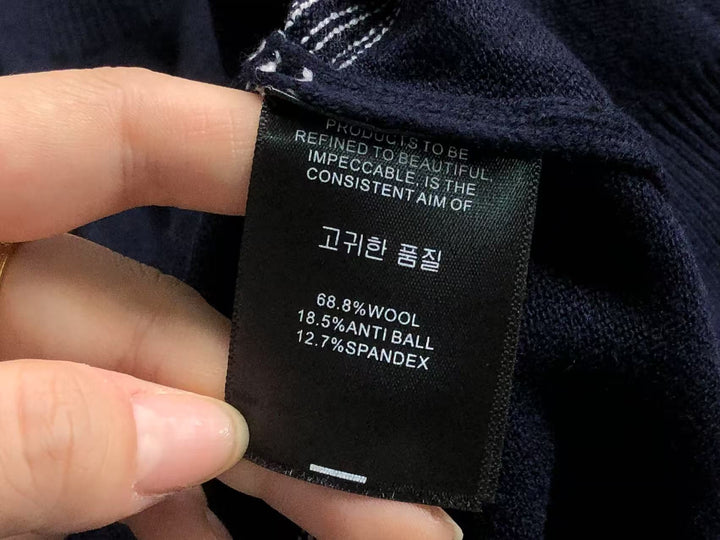 PRODUCTS TO BE
REFINED TO BEAUTIFUL.
IMPECCABLE. IS THE
CONSISTENT AIM OF
고귀한 품질
68.8%WOOL
18.5%ANTI BALL
12.7%SPANDEX